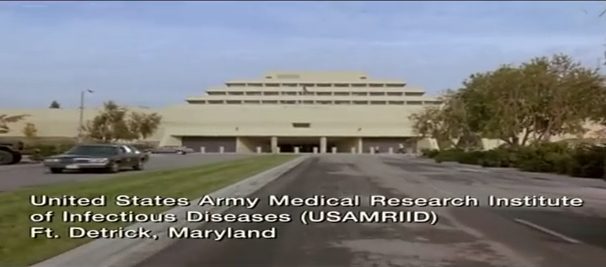 United States Army Medical Research Institute
of Infectious Diseases (USAMRIID)
Ft. Detrick, Maryland